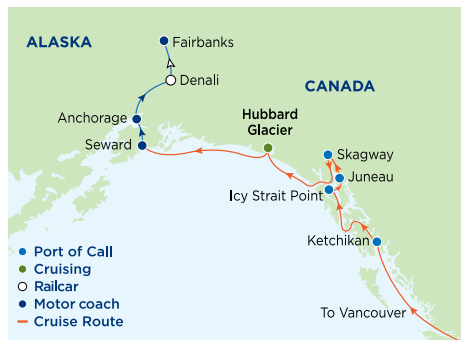 ALASKA
Fairbanks
Denali
CANADA
Anchorage
Hubbard
Glacier
Seward
Skagway
Juneau
Icy Strait Point
Ketchikan
Port of Call
Cruising
Railcar
Motor coach
Cruise Route
To Vancouver